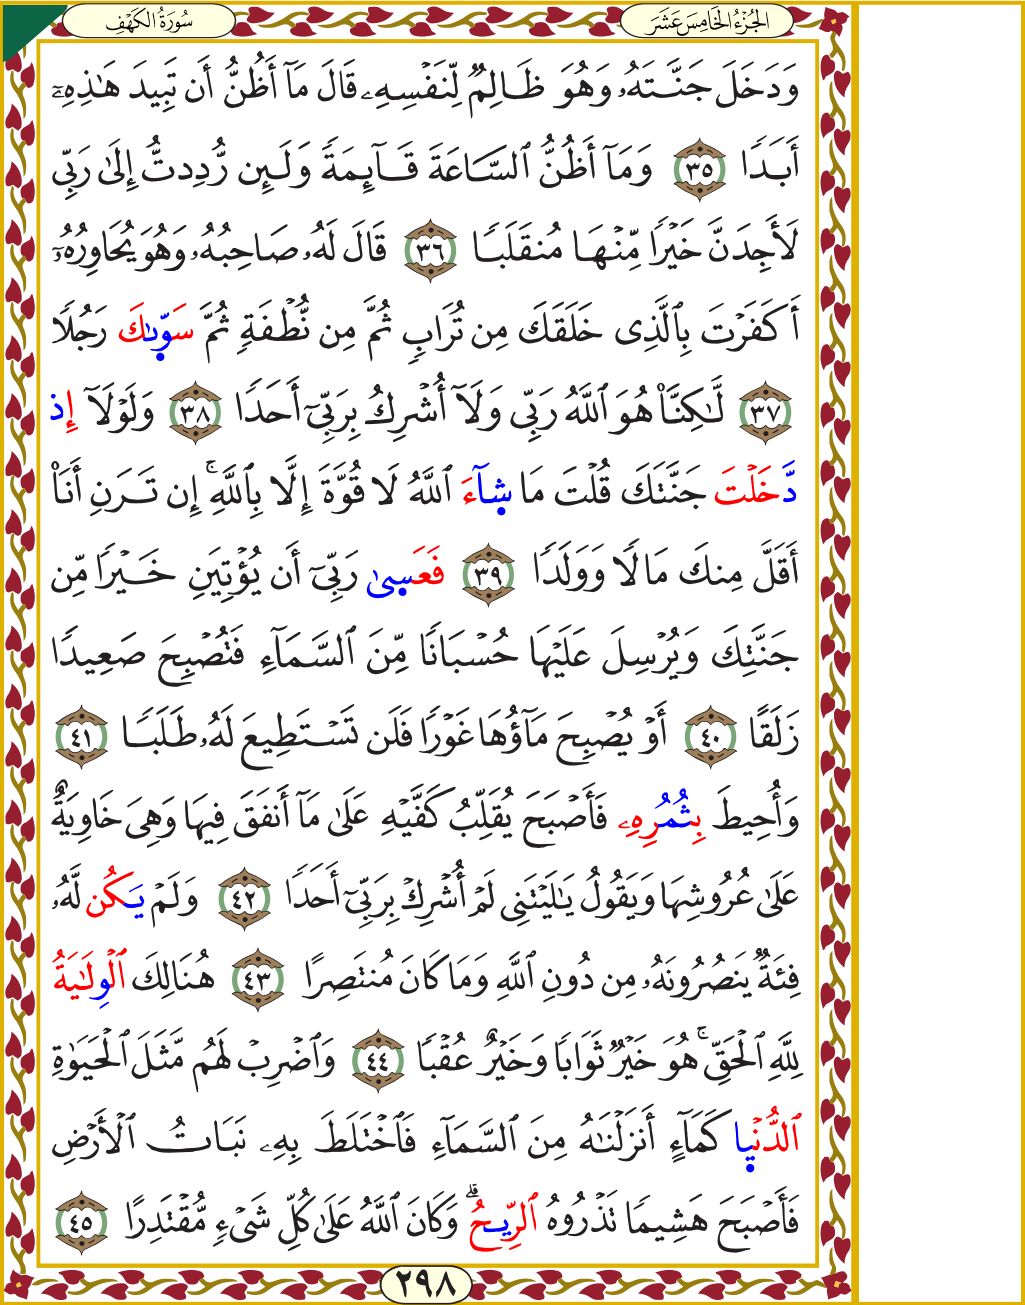 الجُزْءُ الخَامِسَ عَشَرَ
سُورَةُ الكَهْفِ
وَدَخَلَ جَنَّتَهُۥ وَهُوَ ظَالِمٌ لِّنَفْسِهِۦ قَالَ مَآ أَظُنُّ أَن تَبِيدَ هَٰذِهِۦٓ
أَبَدًا ٣٥ وَمَآ أَظُنُّ ٱلسَّاعَةَ قَآئِمَةً وَلَئِن رُّدِدتُّ إِلَىٰ رَبِّى
لَأَجِدَنَّ خَيْرًا مِّنْهَا مُنقَلَبًا ٣٦ قَالَ لَهُۥ صَاحِبُهُۥ وَهُوَ يُحَاوِرُهُۥٓ
أَكَفَرْتَ بِٱلَّذِى خَلَقَكَ مِن تُرَابٍ ثُمَّ مِن نُّطْفَةٍ ثُمَّ سَوَّىٰكَ رَجُلًا
٣٧ لَّٰكِنَّا۠ هُوَ ٱللَّهُ رَبِّى وَلَآ أُشْرِكُ بِرَبِّىٓ أَحَدًا ٣٨ وَلَوْلَآ إِذ
دَّخَلْتَ جَنَّتَكَ قُلْتَ مَا شَآءَ ٱللَّهُ لَا قُوَّةَ إِلَّا بِٱللَّهِ ۚ إِن تَرَنِ أَنَا۠
أَقَلَّ مِنكَ مَالًا وَوَلَدًا ٣٩ فَعَسِىٰ رَبِّىٓ أَن يُؤْتِيَنِ خَيْرًا مِّن
جَنَّتِكَ وَيُرْسِلَ عَلَيْهَا حُسْبَانًا مِّنَ ٱلسَّمَآءِ فَتُصْبِحَ صَعِيدًا
زَلَقًا ٤٠ أَوْ يُصْبِحَ مَآؤُهَا غَوْرًا فَلَن تَسْتَطِيعَ لَهُۥ طَلَبًا ٤١
وَأُحِيطَ بِثُمُرِهِۦ فَأَصْبَحَ يُقَلِّبُ كَفَّيْهِ عَلَىٰ مَآ أَنفَقَ فِيهَا وَهِىَ خَاوِيَةٌ
عَلَىٰ عُرُوشِهَا وَيَقُولُ يَٰلَيْتَنِى لَمْ أُشْرِكْ بِرَبِّىٓ أَحَدًا ٤٢ وَلَمْ يَكُن لَّهُۥ
فِئَةٌ يَنصُرُونَهُۥ مِن دُونِ ٱللَّهِ وَمَا كَانَ مُنتَصِرًا ٤٣ هُنَالِكَ ٱلْوِلَٰيَةُ
لِلَّهِ ٱلْحَقِّ ۚ هُوَ خَيْرٌ ثَوَابًا وَخَيْرٌ عُقْبًا ٤٤ وَٱضْرِبْ لَهُم مَّثَلَ ٱلْحَيَوٰةِ
ٱلدُّنْيِا كَمَآءٍ أَنزَلْنَٰهُ مِنَ ٱلسَّمَآءِ فَٱخْتَلَطَ بِهِۦ نَبَاتُ ٱلْأَرْضِ
فَأَصْبَحَ هَشِيمًا تَذْرُوهُ ٱلرِّيحُ ۗ وَكَانَ ٱللَّهُ عَلَىٰ كُلِّ شَىْءٍ مُّقْتَدِرًا ٤٥
٢٩٨